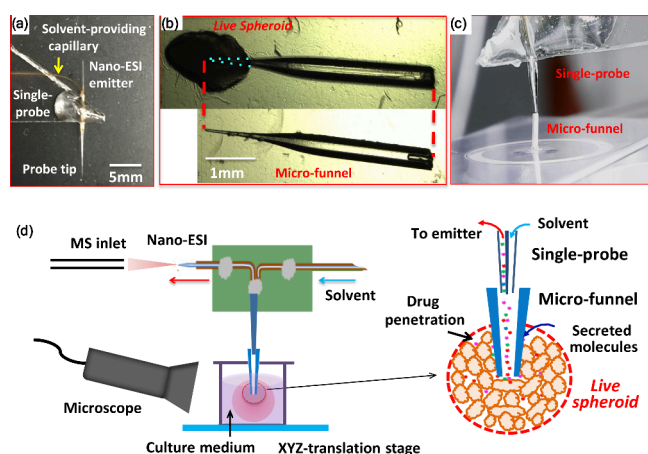 (a)
Solvent-providing
capillary
Nano-ESI
emitter
Single-
probe
Probe tip
5mm
(b)
Live Spheroid
1mm
Micro-funnel
(c)
Single-probe
Micro-funnel
(d)
MS inlet
Nano-ESI
Solvent
Microscope
Culture medium
XYZ-translation stage
To emitter
Solvent
Single-probe
Micro-funnel
Drug
penetration
Secreted
molecules
Live
spheroid